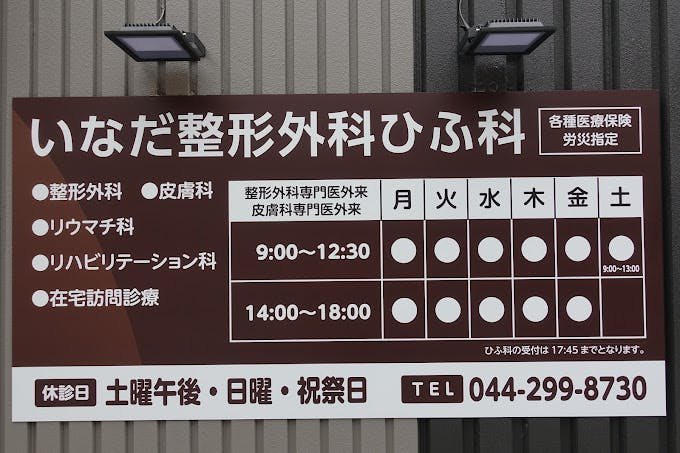 いなだ整形外科ひふ科
各種医療保険
労災指定
●整形外科 ●皮膚科
●リウマチ科
●リハビリテーション科
●在宅訪問診療
整形外科専門医外来
皮膚科専門医外来
月 火 水 木 金 土
9:00〜12:30 ● ● ● ● ● ●
9:00〜13:00
14:00〜18:00 ● ● ● ● ●
ひふ科の受付は 17:45 までとなります。
休診日 土曜午後・日曜・祝祭日 TEL 044-299-8730